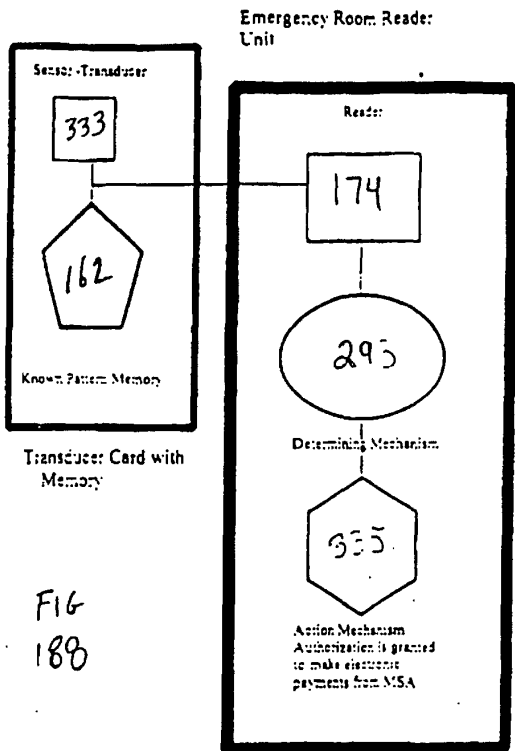 Emergency Room Reader
Unit
Sensor-Transducer
333
162
Known Pattern Memory
Transducer Card with
Memory
Reader
174
295
Determining Mechanism
335
Action Mechanism
Authorization is granted
to make electronic
payments from MSA
FIG
188